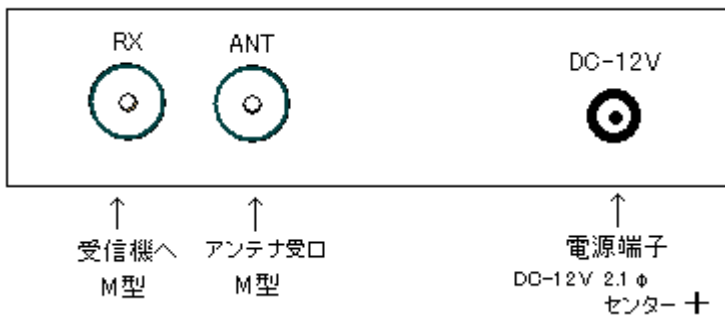 RX
ANT
DC-12V
受信機へ
M型
アンテナ受口
M型
電源端子
DC-12V 2.1φ
センター +